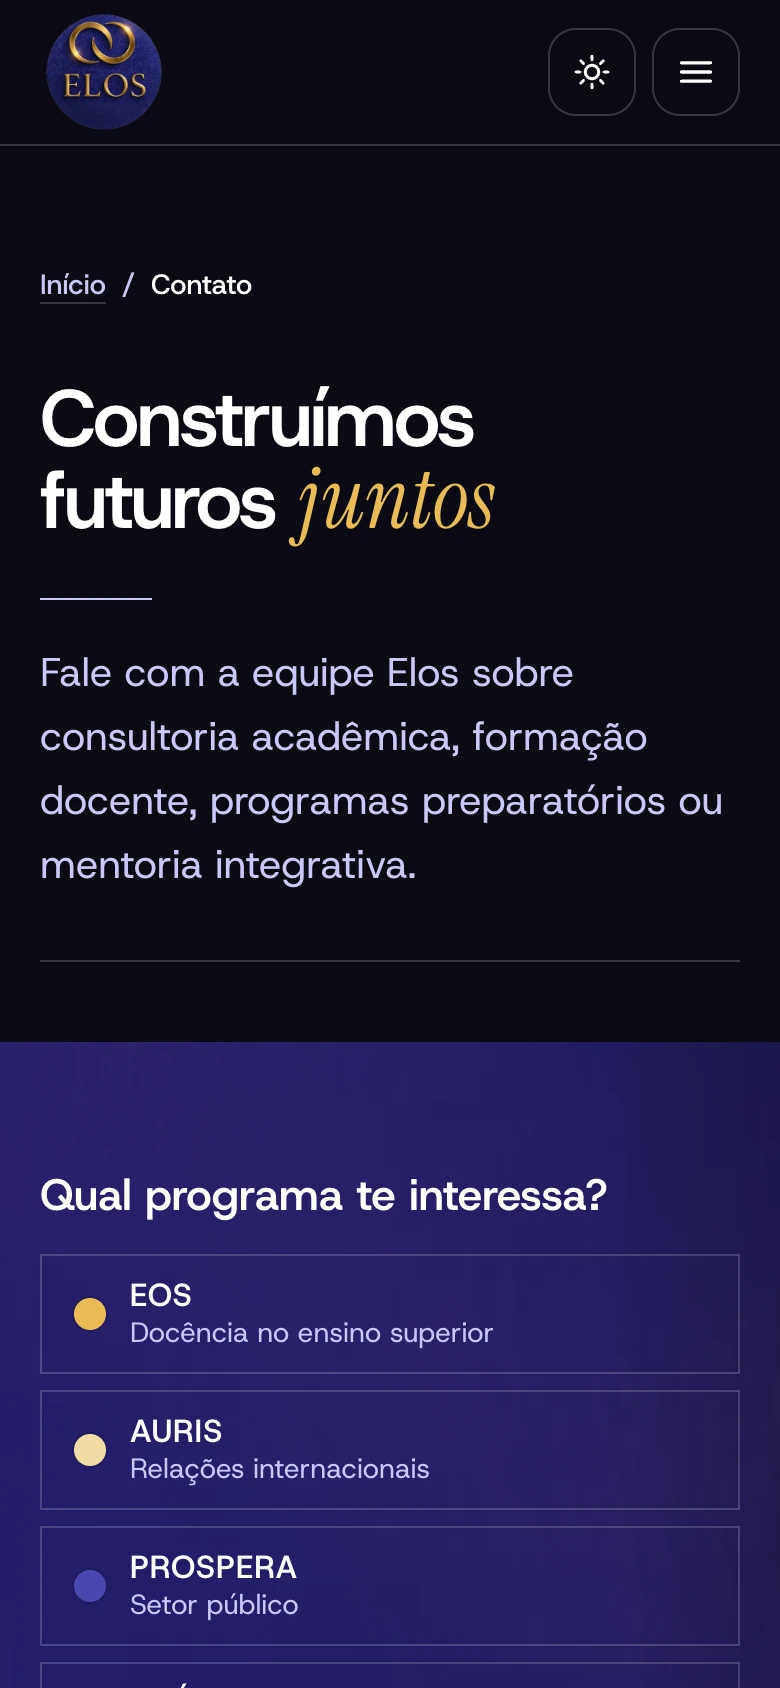 ELOS
Início / Contato
Construímos
futuros juntos
Fale com a equipe Elos sobre
consultoria acadêmica, formação
docente, programas preparatórios ou
mentoria integrativa.
Qual programa te interessa?
EOS
Docência no ensino superior
AURIS
Relações internacionais
PROSPERA
Setor público